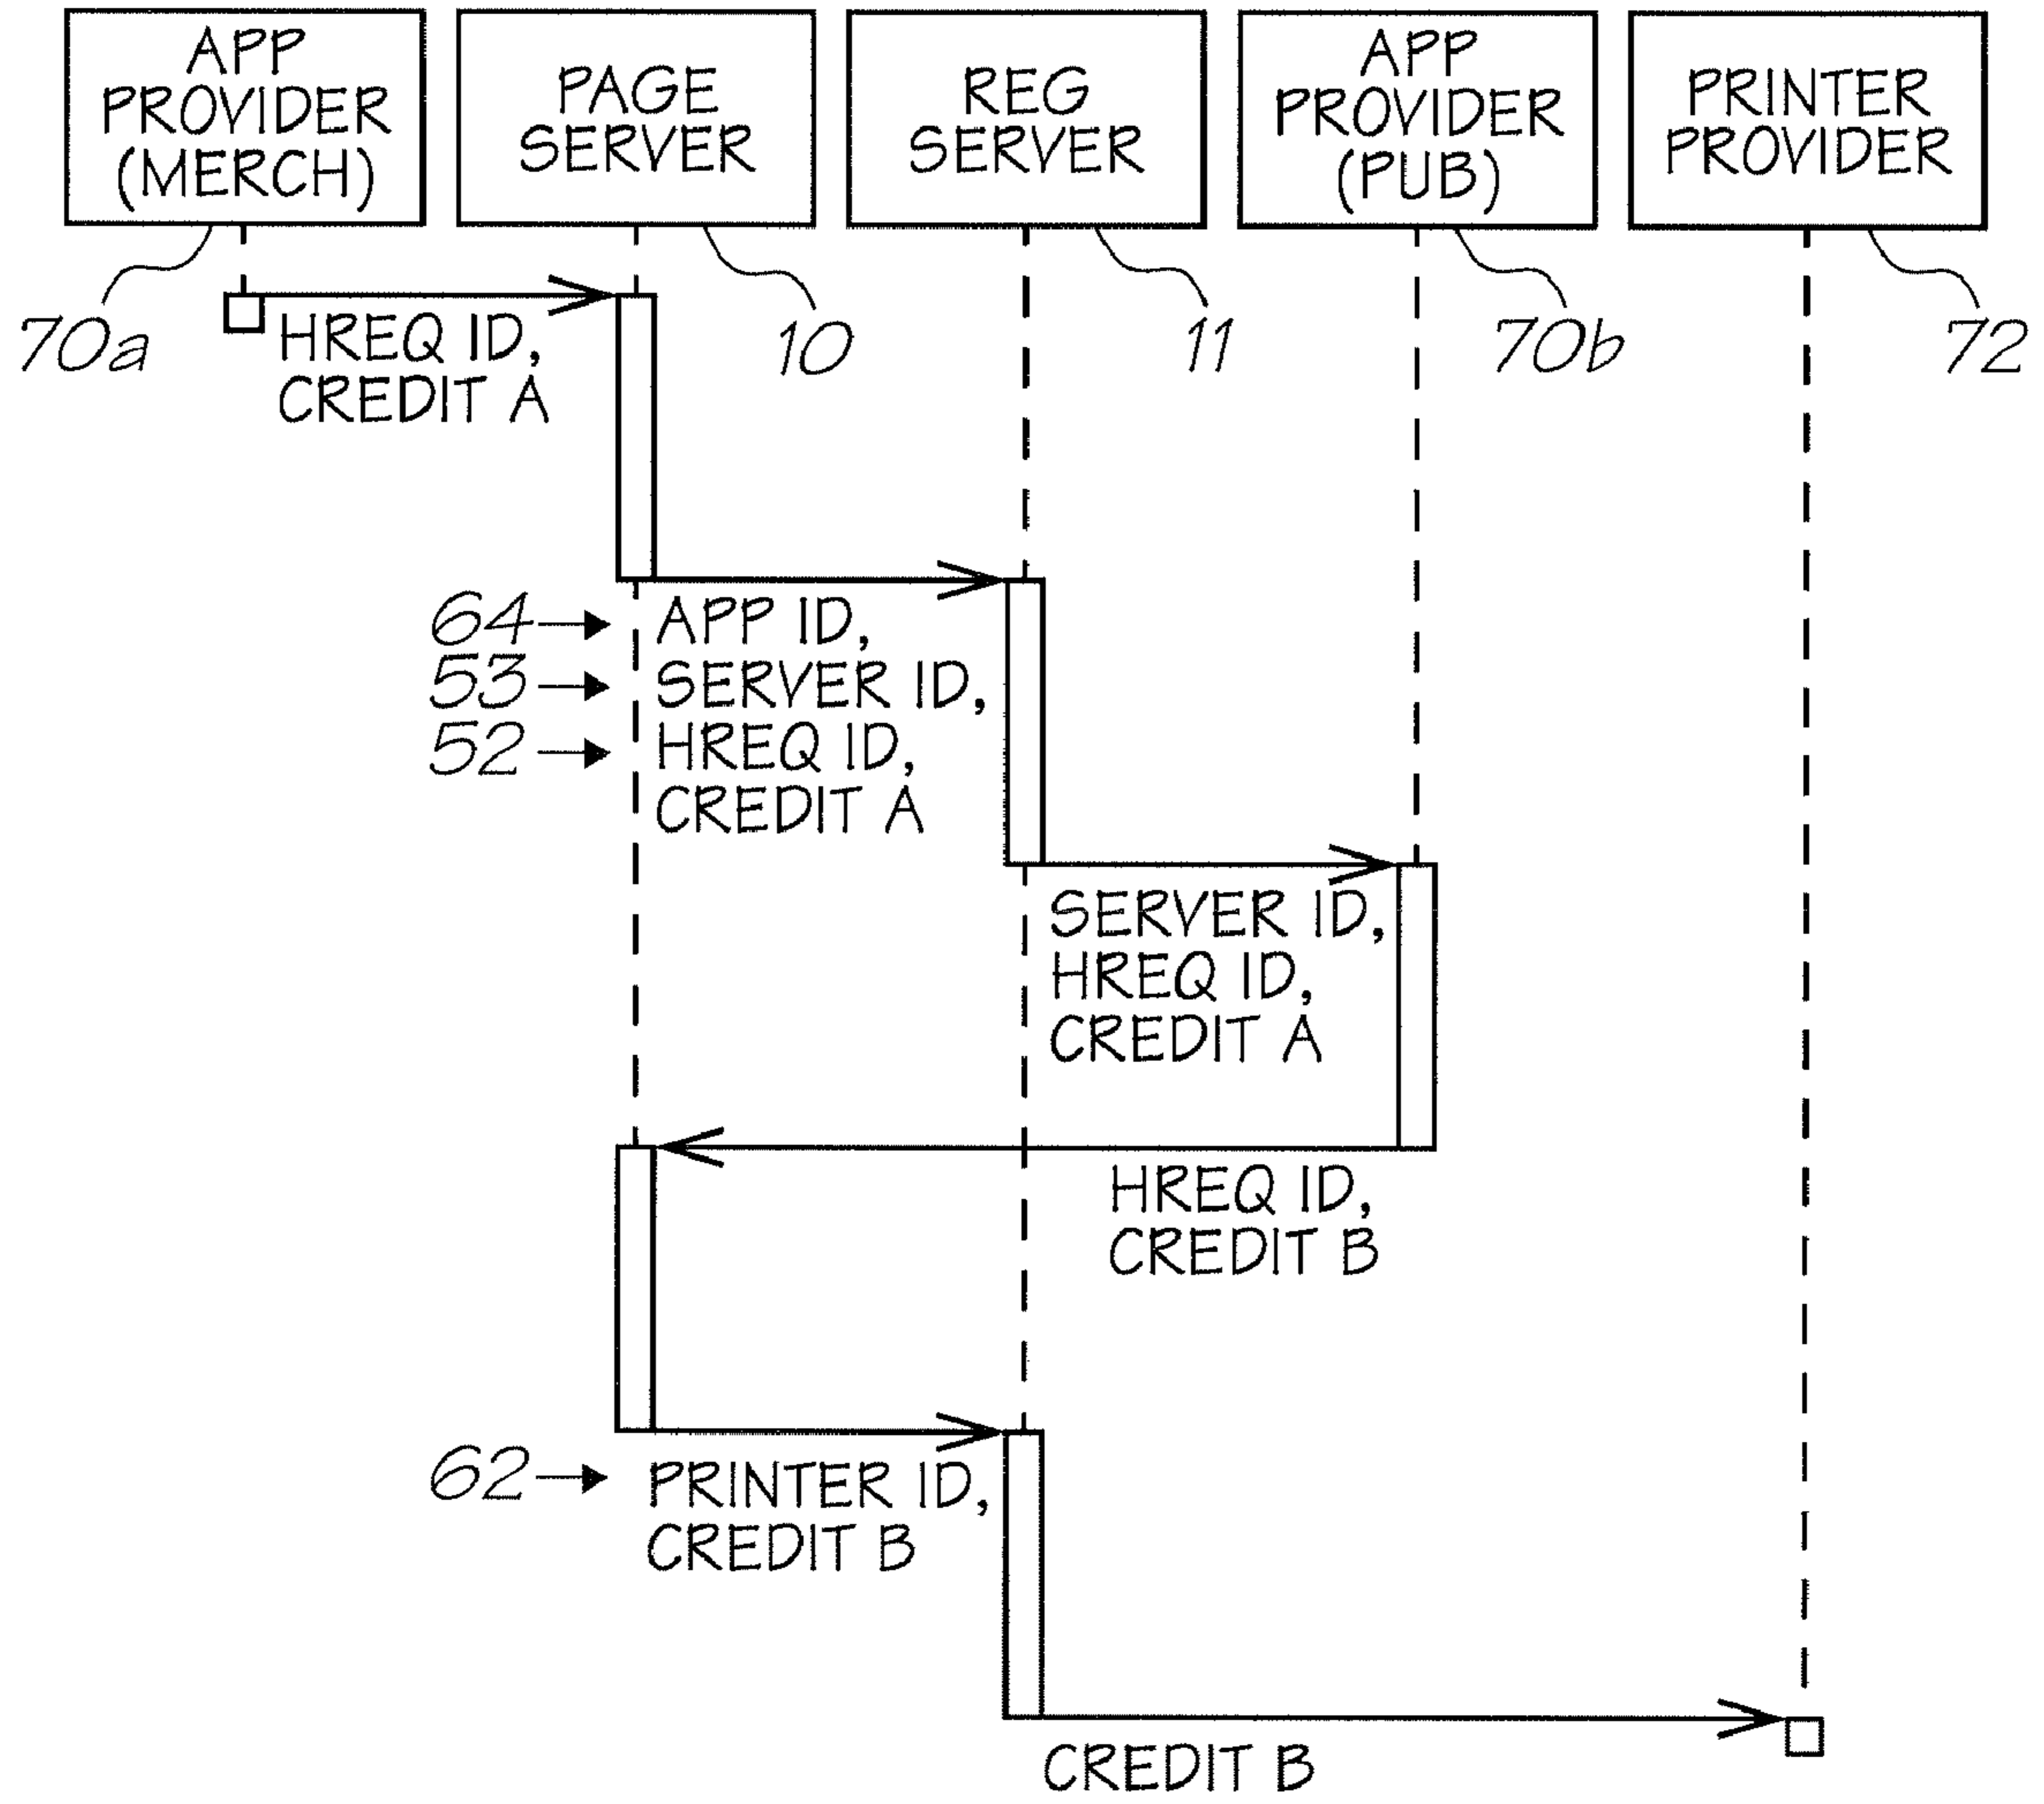 APP
PROVIDER
(MERCH)
PAGE
SERVER
REG
SERVER
APP
PROVIDER
(PUB)
PRINTER
PROVIDER
70a
10
11
70b
72
HREQ ID,
CREDIT A
64
APP ID,
53
SERVER ID,
52
HREQ ID,
CREDIT A
SERVER ID,
HREQ ID,
CREDIT A
HREQ ID,
CREDIT B
62
PRINTER ID,
CREDIT B
CREDIT B